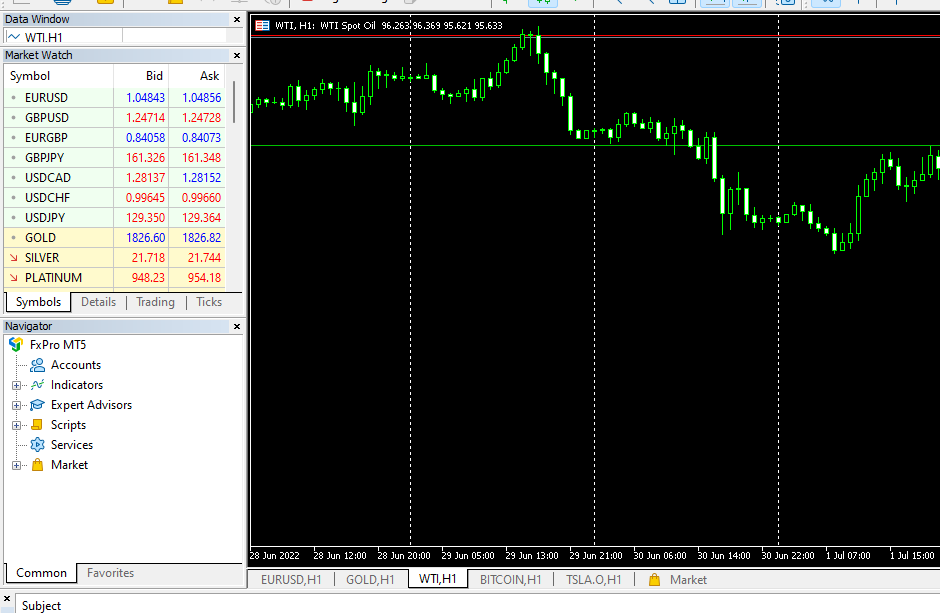 Data Window
WTI,H1
Market Watch
Symbol Bid Ask
EURUSD 1.04843 1.04856
GBPUSD 1.24714 1.24728
EURGBP 0.84058 0.84073
GBPJPY 161.326 161.348
USDCAD 1.28137 1.28152
USDCHF 0.99645 0.99660
USDJPY 129.350 129.364
GOLD 1826.60 1826.82
SILVER 21.718 21.744
PLATINUM 948.23 954.18
Symbols Details Trading Ticks
Navigator
FxPro MT5
Accounts
Indicators
Expert Advisors
Scripts
Services
Market
Common Favorites
WTI, H1: WTI Spot Oil 96.263 96.369 95.621 95.633
28 Jun 2022 28 Jun 12:00 28 Jun 20:00 29 Jun 05:00 29 Jun 13:00 29 Jun 21:00 30 Jun 06:00 30 Jun 14:00 30 Jun 22:00 1 Jul 07:00 1 Jul 15:00
EURUSD,H1 GOLD,H1 WTI,H1 BITCOIN,H1 TSLA.O,H1 Market
Subject